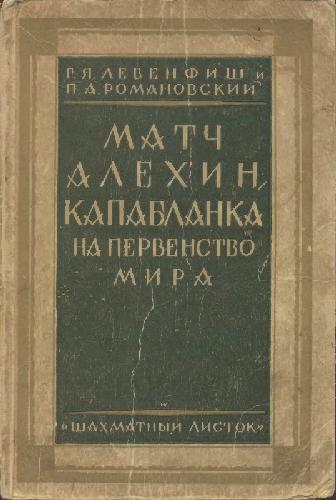 Г. Я. ЛЕВЕНФИШ И
П. А. РОМАНОВСКИЙ
МАТЧ
АЛЕХИН,
КАПАБЛАНКА
НА ПЕРВЕНСТВО
МИРА
"ШАХМАТНЫЙ ЛИСТОК"